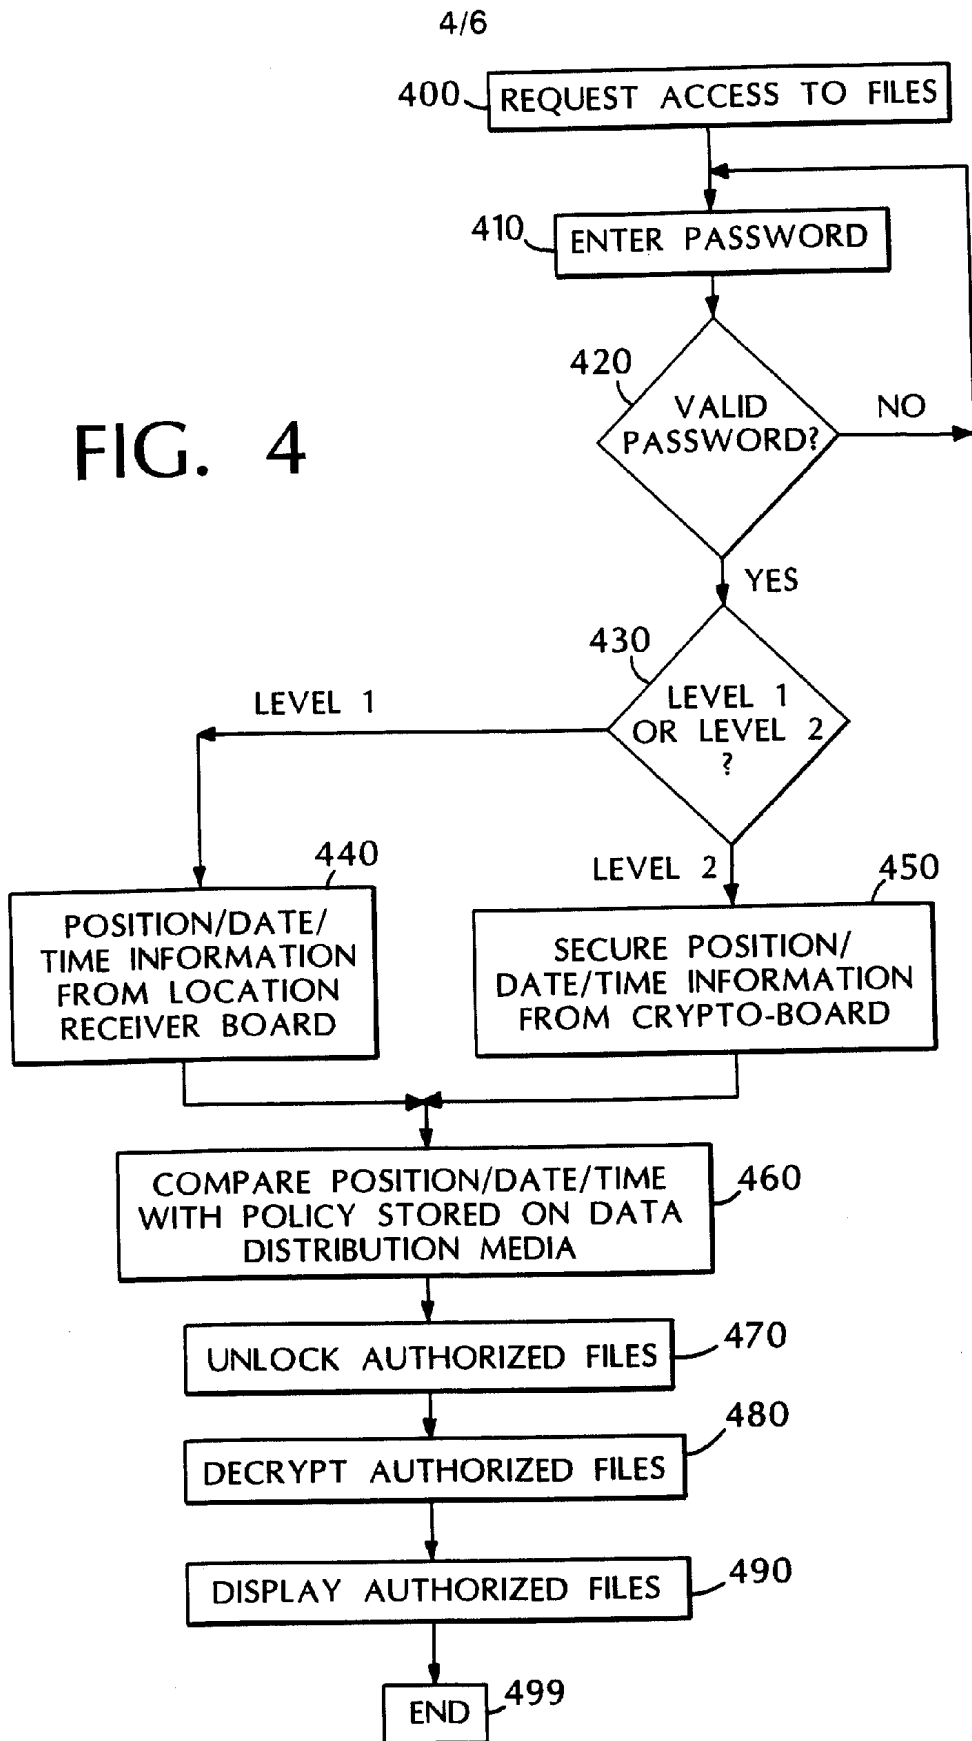 4/6
400
REQUEST ACCESS TO FILES
410
ENTER PASSWORD
420
VALID
PASSWORD?
NO
FIG. 4
YES
430
LEVEL 1
OR LEVEL 2
?
LEVEL 1
LEVEL 2
440
POSITION/DATE/
TIME INFORMATION
FROM LOCATION
RECEIVER BOARD
450
SECURE POSITION/
DATE/TIME INFORMATION
FROM CRYPTO-BOARD
COMPARE POSITION/DATE/TIME
WITH POLICY STORED ON DATA
DISTRIBUTION MEDIA
460
UNLOCK AUTHORIZED FILES
470
DECRYPT AUTHORIZED FILES
480
DISPLAY AUTHORIZED FILES
490
END
499